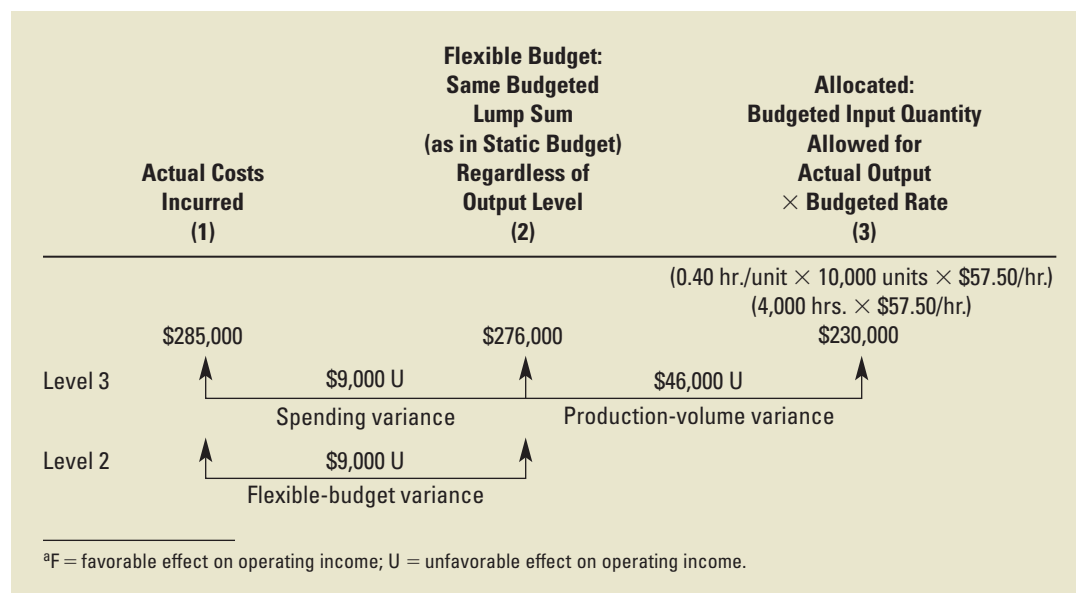 Flexible Budget:
Same Budgeted
Lump Sum
(as in Static Budget)
Regardless of
Output Level
(2)
Allocated:
Budgeted Input Quantity
Allowed for
Actual Output
× Budgeted Rate
(3)
Actual Costs
Incurred
(1)
(0.40 hr./unit × 10,000 units × $57.50/hr.)
(4,000 hrs. × $57.50/hr.)
$285,000 $276,000 $230,000
Level 3 $9,000 U $46,000 U
Spending variance Production-volume variance
Level 2 $9,000 U
Flexible-budget variance
ᵃF = favorable effect on operating income; U = unfavorable effect on operating income.